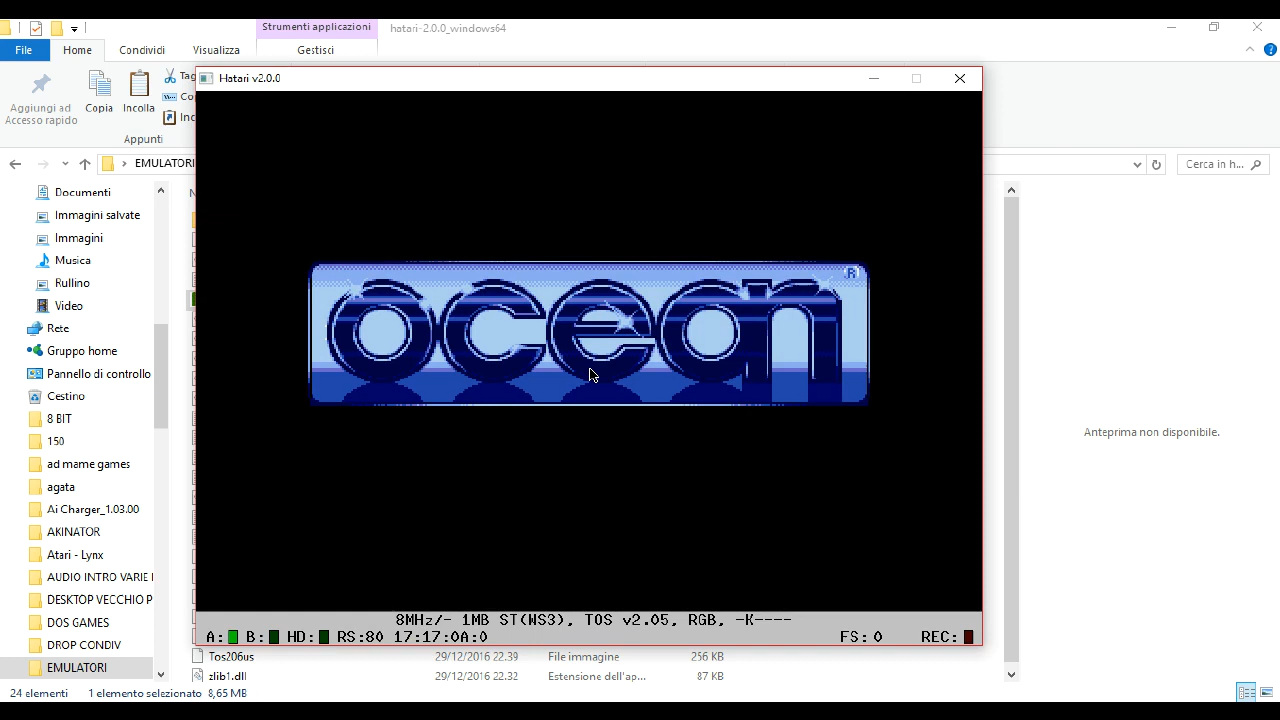 Strumenti applicazioni
hatari-2.0.0_windows64
File
Home
Condividi
Visualizza
Gestisci
Aggiungi ad
Accesso rapido
Copia
Incolla
Appunti
Hatari v2.0.0
EMULATORI
Cerca in h...
Documenti
Immagini salvate
Immagini
Musica
Rullino
Video
Rete
Gruppo home
Pannello di controllo
Cestino
8 BIT
150
ad mame games
agata
Ai Charger_1.03.00
AKINATOR
Atari - Lynx
AUDIO INTRO VARIE
DESKTOP VECCHIO P
DOS GAMES
DROP CONDIV
EMULATORI
ocean ®
Anteprima non disponibile.
8MHz/- 1MB ST(WS3), TOS v2.05, RGB, -K----
A: B: HD: RS:80 17:17:0A:0 FS: 0 REC:
Tos206us 29/12/2016 22.39 File immagine 256 KB
zlib1.dll 29/12/2016 22.32 Estensione dell'ap... 87 KB
24 elementi 1 elemento selezionato 8,65 MB